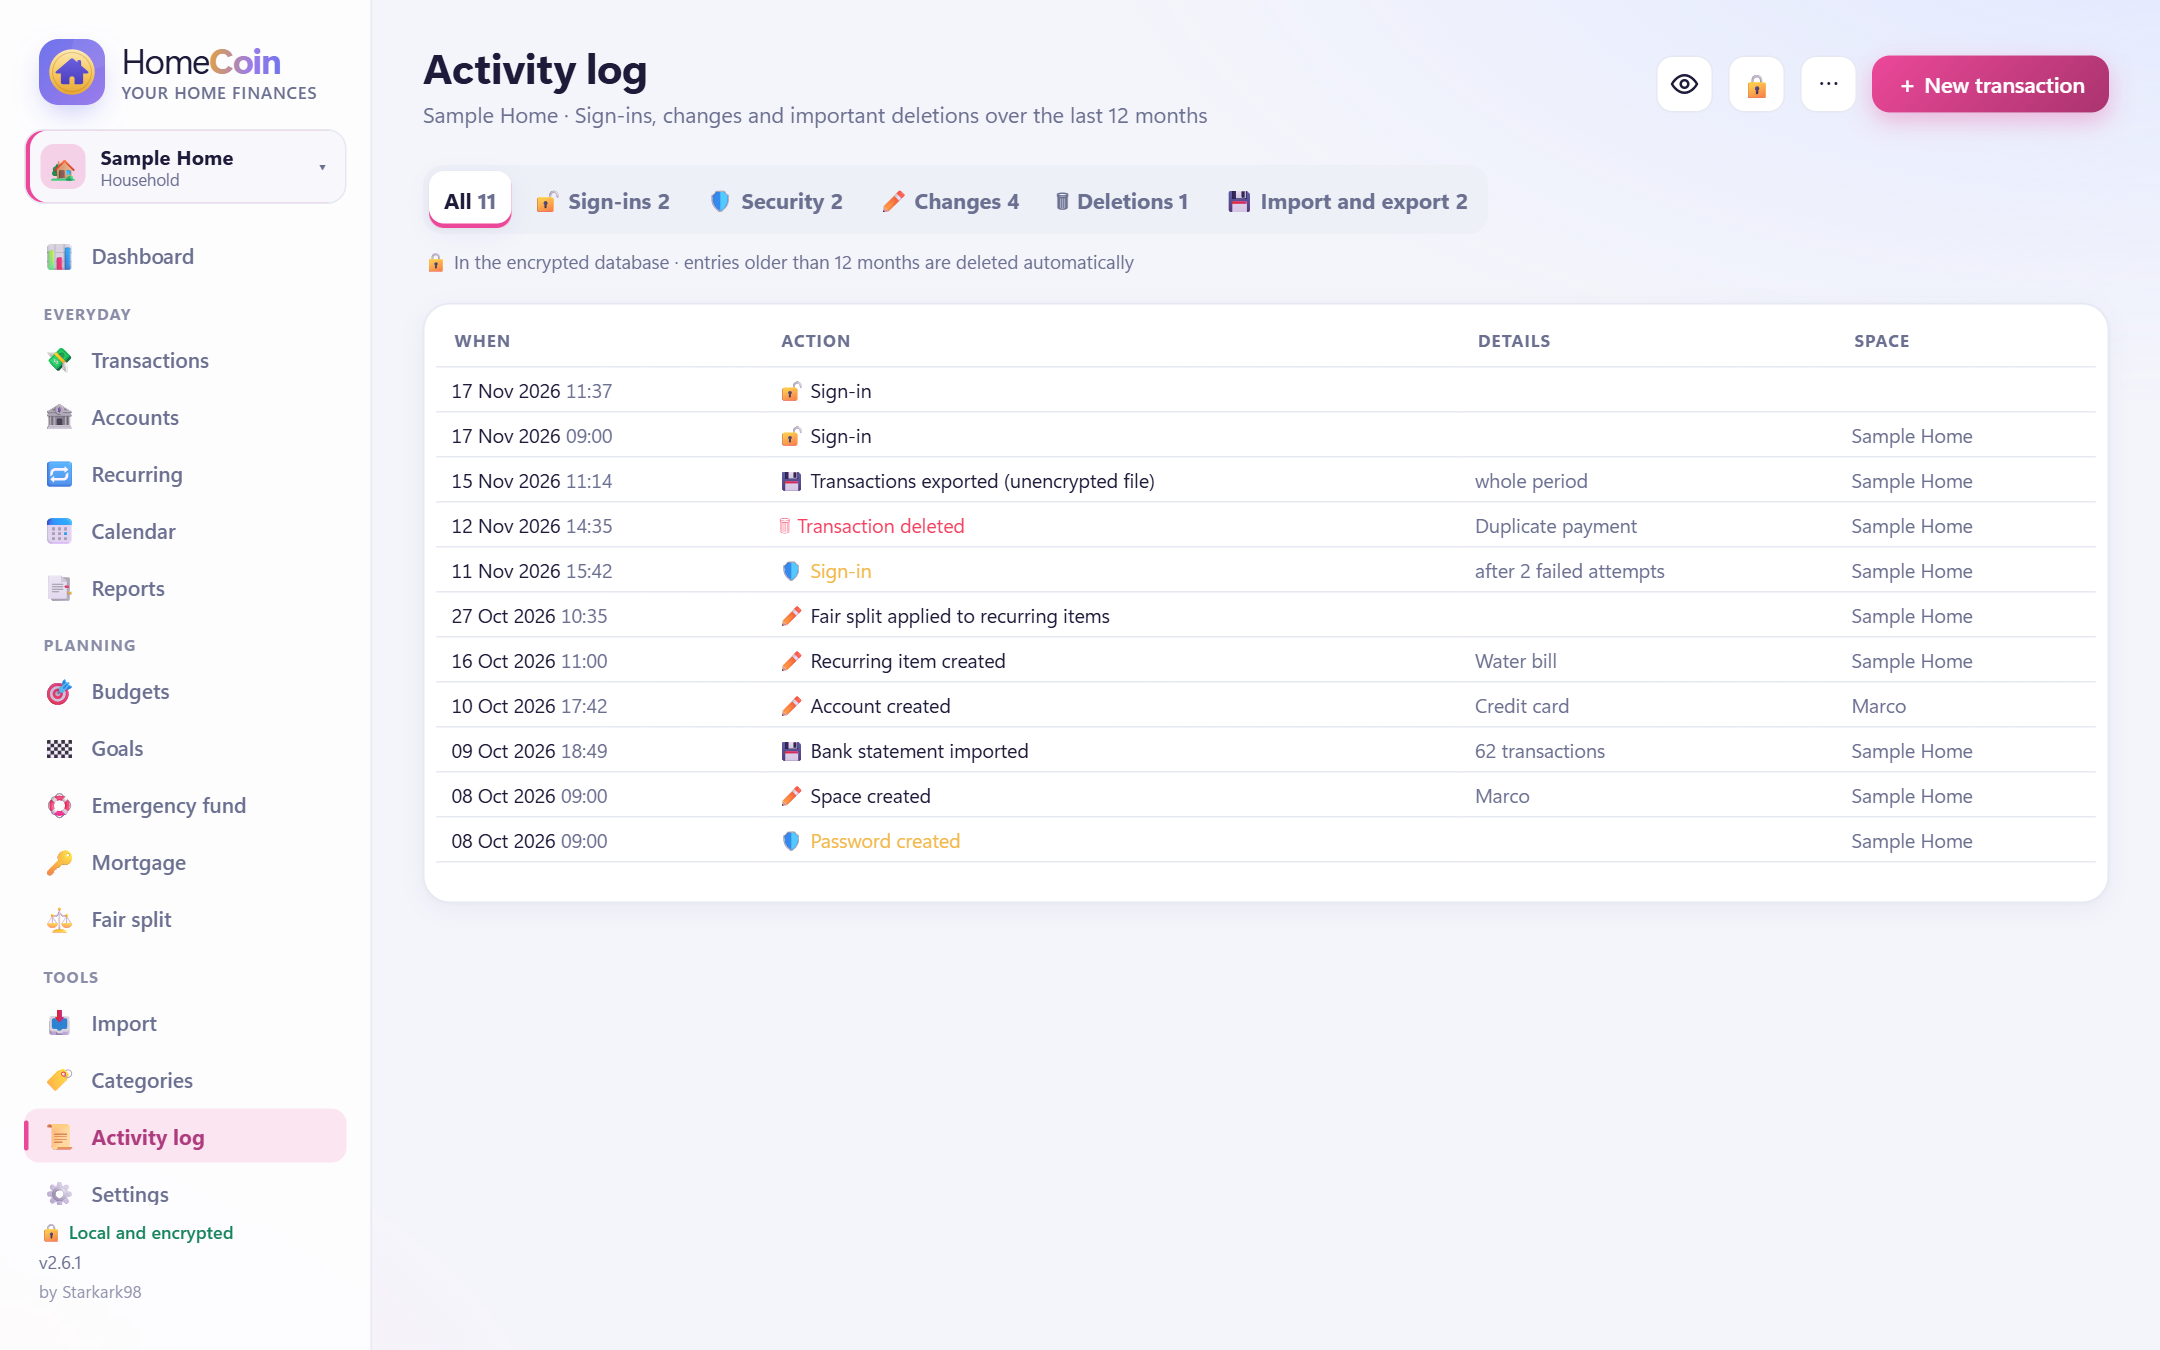 HomeCoin
YOUR HOME FINANCES
Sample Home
Household
Dashboard
EVERYDAY
Transactions
Accounts
Recurring
Calendar
Reports
PLANNING
Budgets
Goals
Emergency fund
Mortgage
Fair split
TOOLS
Import
Categories
Activity log
Settings
Local and encrypted
v2.6.1
by Starkark98
Activity log
Sample Home · Sign-ins, changes and important deletions over the last 12 months
+ New transaction
All 11 Sign-ins 2 Security 2 Changes 4 Deletions 1 Import and export 2
In the encrypted database · entries older than 12 months are deleted automatically
WHEN ACTION DETAILS SPACE
17 Nov 2026 11:37 Sign-in
17 Nov 2026 09:00 Sign-in Sample Home
15 Nov 2026 11:14 Transactions exported (unencrypted file) whole period Sample Home
12 Nov 2026 14:35 Transaction deleted Duplicate payment Sample Home
11 Nov 2026 15:42 Sign-in after 2 failed attempts Sample Home
27 Oct 2026 10:35 Fair split applied to recurring items Sample Home
16 Oct 2026 11:00 Recurring item created Water bill Sample Home
10 Oct 2026 17:42 Account created Credit card Marco
09 Oct 2026 18:49 Bank statement imported 62 transactions Sample Home
08 Oct 2026 09:00 Space created Marco Sample Home
08 Oct 2026 09:00 Password created Sample Home